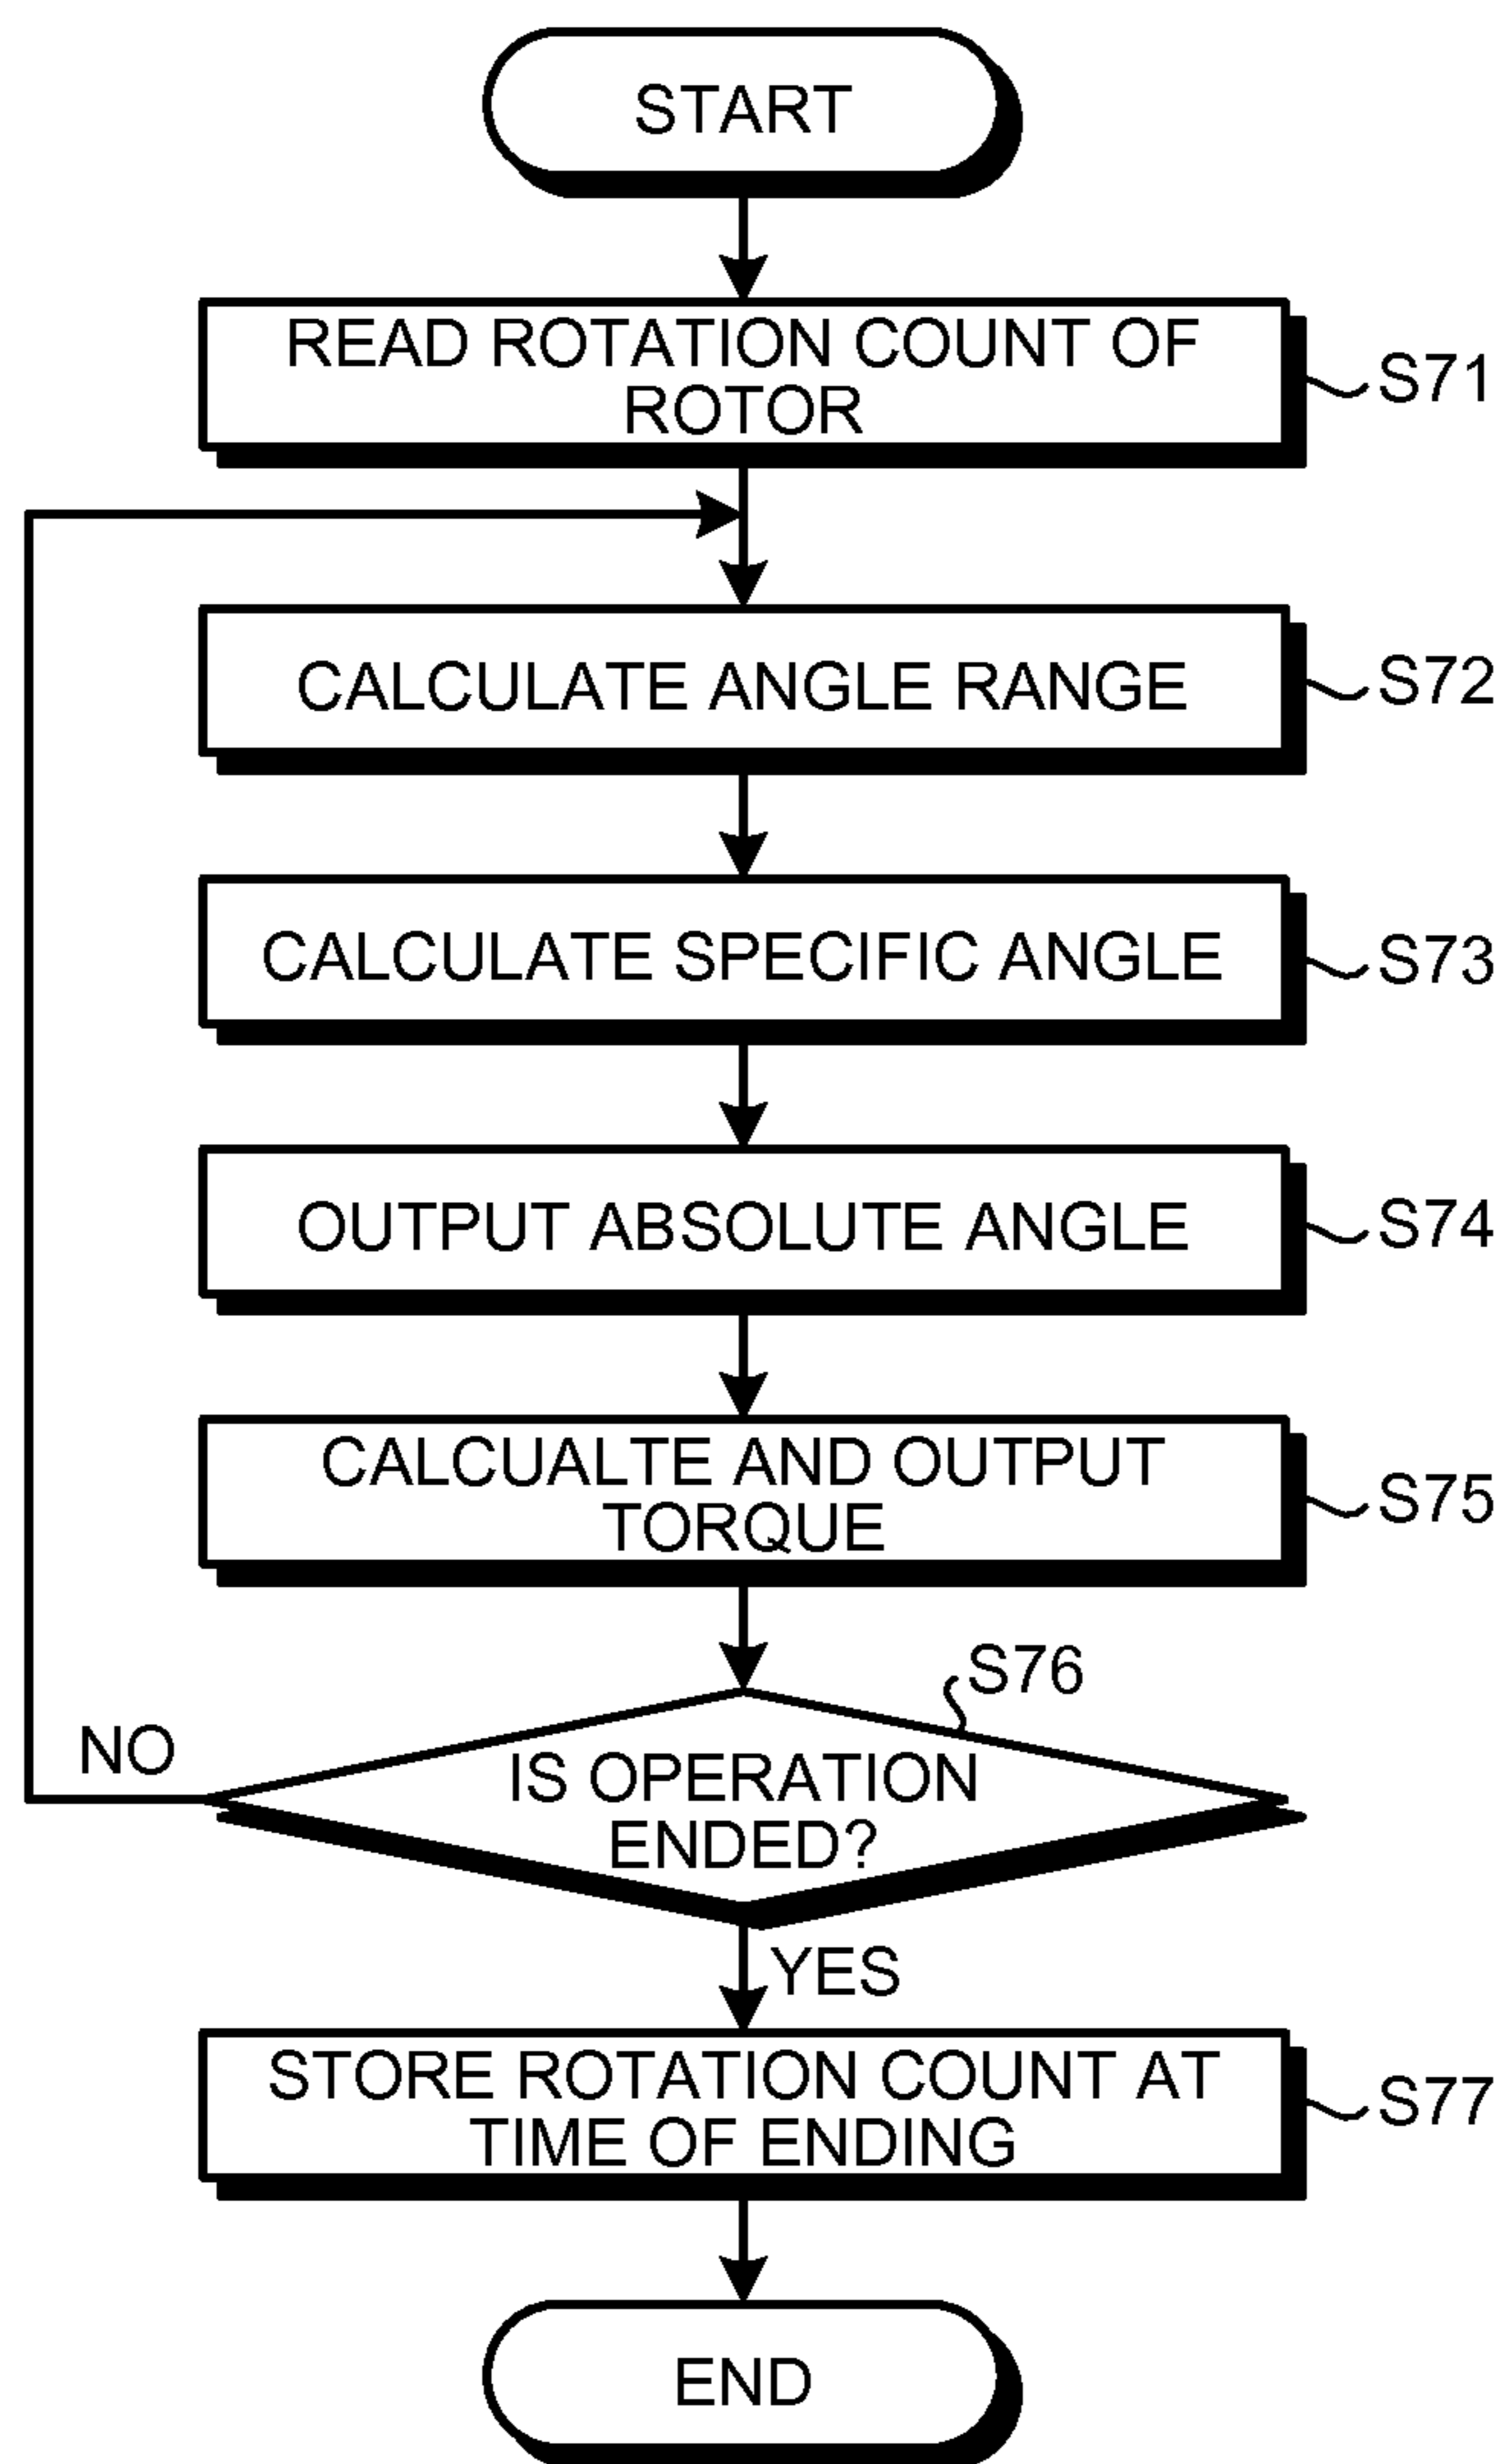 START
READ ROTATION COUNT OF
ROTOR
S71
CALCULATE ANGLE RANGE
S72
CALCULATE SPECIFIC ANGLE
S73
OUTPUT ABSOLUTE ANGLE
S74
CALCUALTE AND OUTPUT
TORQUE
S75
S76
NO
IS OPERATION
ENDED?
YES
STORE ROTATION COUNT AT
TIME OF ENDING
S77
END